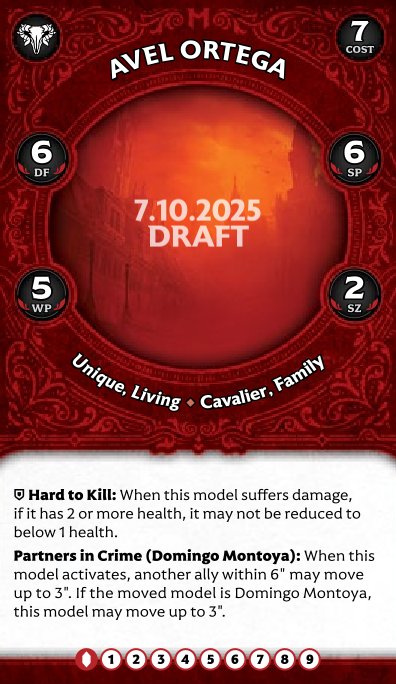 7
COST
AVEL ORTEGA
6
DF
6
SP
7.10.2025
DRAFT
5
WP
2
SZ
Unique, Living ◆ Cavalier, Family
Hard to Kill: When this model suffers damage,
if it has 2 or more health, it may not be reduced to
below 1 health.
Partners in Crime (Domingo Montoya): When this
model activates, another ally within 6" may move
up to 3". If the moved model is Domingo Montoya,
this model may move up to 3".
1 2 3 4 5 6 7 8 9